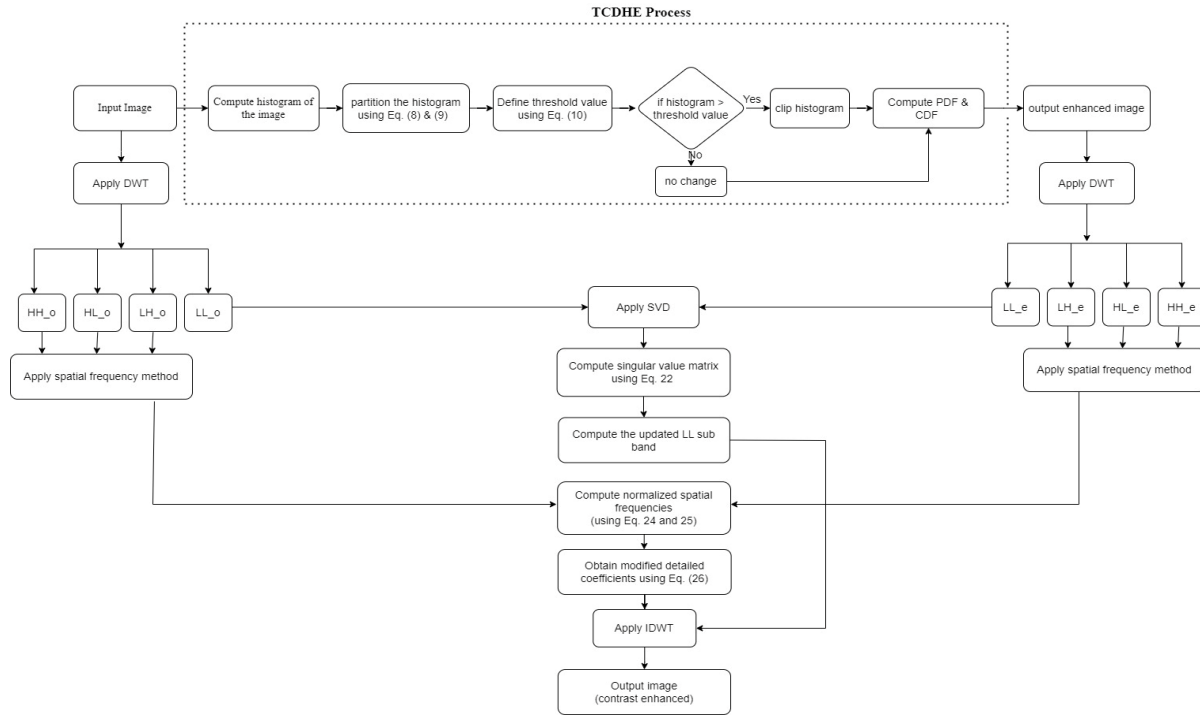 TCDHE Process
Input Image
Compute histogram of
the image
partition the histogram
using Eq. (8) & (9)
Define threshold value
using Eq. (10)
if histogram >
threshold value
Yes
clip histogram
Compute PDF &
CDF
output enhanced image
No
no change
Apply DWT
Apply DWT
HH_o
HL_o
LH_o
LL_o
Apply SVD
LL_e
LH_e
HL_e
HH_e
Apply spatial frequency method
Compute singular value matrix
using Eq. 22
Apply spatial frequency method
Compute the updated LL sub
band
Compute normalized spatial
frequencies
(using Eq. 24 and 25)
Obtain modified detailed
coefficients using Eq. (26)
Apply IDWT
Output image
(contrast enhanced)